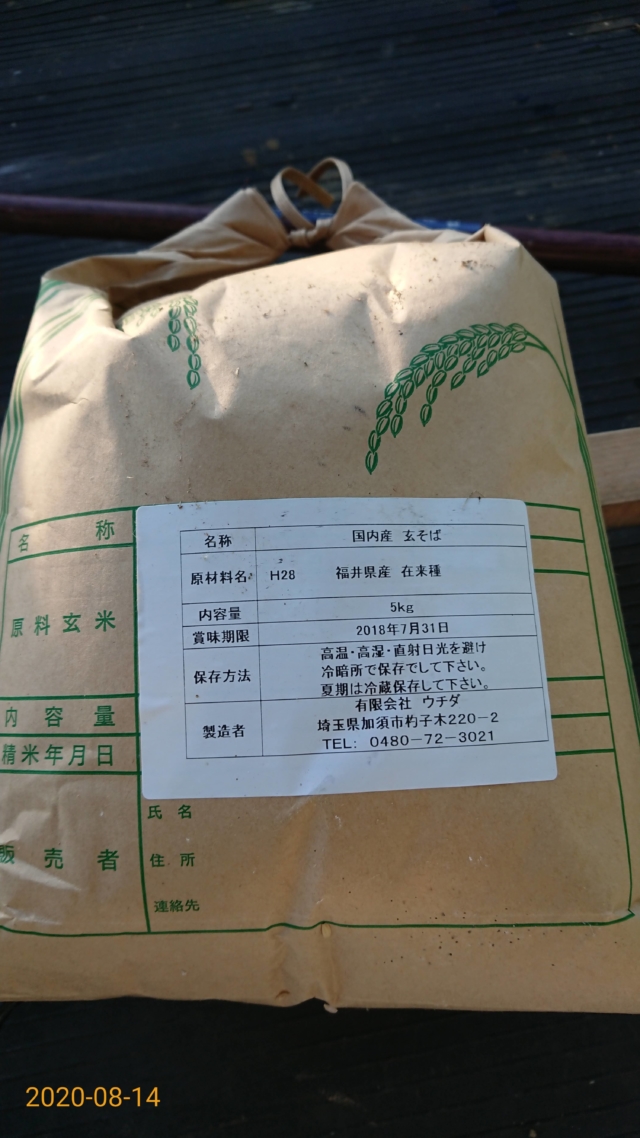 名称
名称 国内産 玄そば
原材料名 H28 福井県産 在来種
原料玄米
内容量 5kg
賞味期限 2018年7月31日
保存方法 高温・高湿・直射日光を避け
冷暗所で保存でして下さい。
夏期は冷蔵保存して下さい。
内容量
製造者 有限会社 ウチダ
埼玉県加須市杓子木220-2
TEL: 0480-72-3021
精米年月日
販売者
氏名
住所
連絡先
2020-08-14